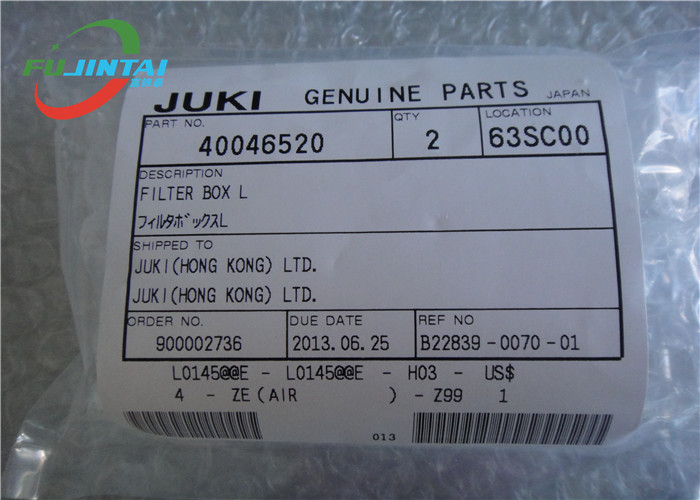 FUJINTAI
JUKI GENUINE PARTS JAPAN
PART NO. QTY LOCATION
40046520 2 63SC00
DESCRIPTION
FILTER BOX L
フィルタボックスL
SHIPPED TO
JUKI(HONG KONG) LTD.
JUKI(HONG KONG) LTD.
ORDER NO. DUE DATE REF NO
900002736 2013.06.25 B22839-0070-01
L0145@@E - L0145@@E - H03 - US$
4 - ZE(AIR ) - Z99 1
013